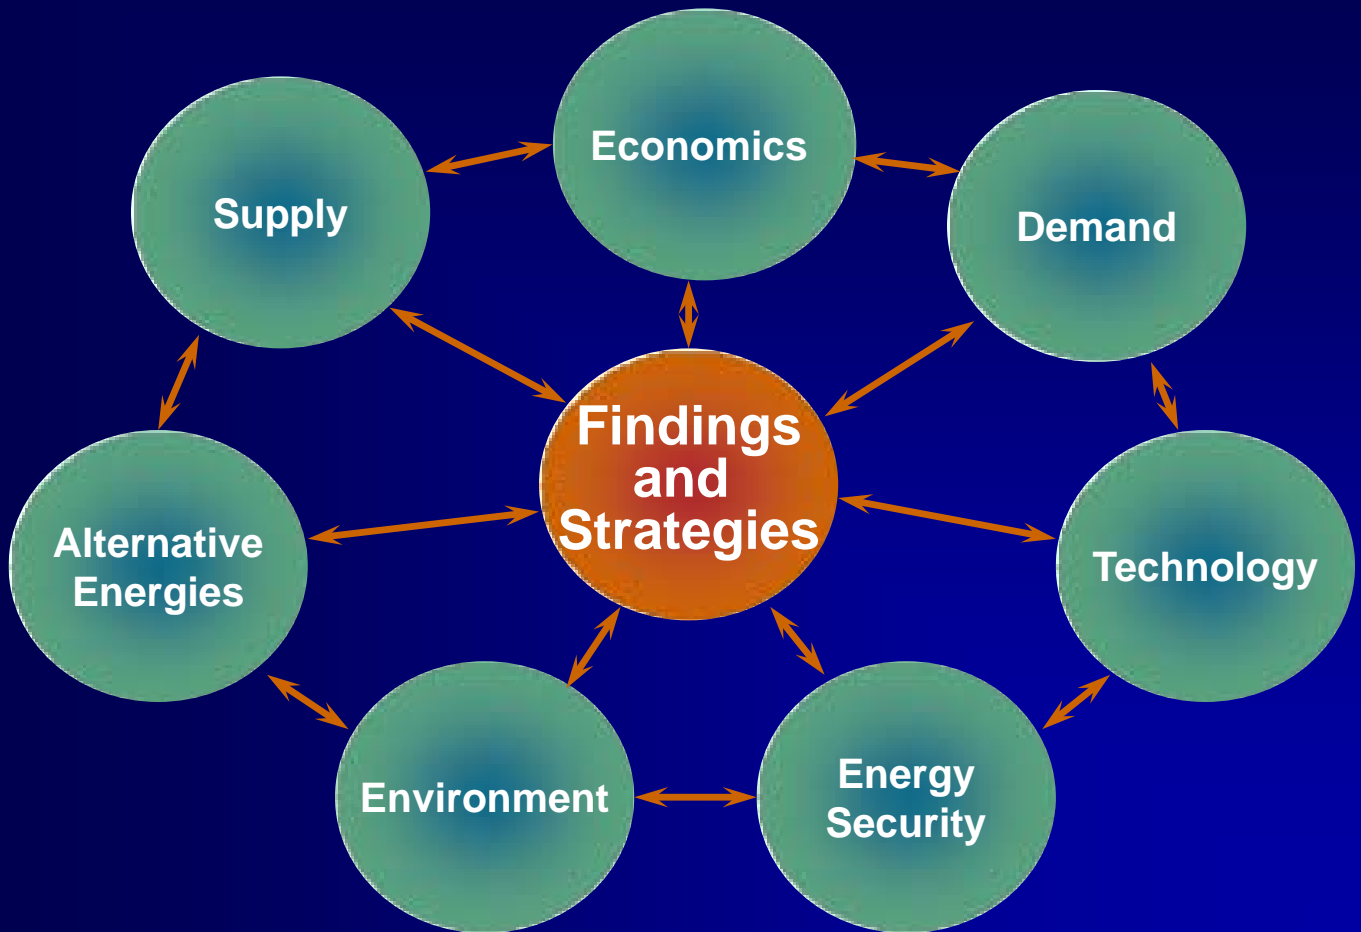 Economics
Supply
Demand
Findings
and
Strategies
Alternative
Energies
Technology
Environment
Energy
Security